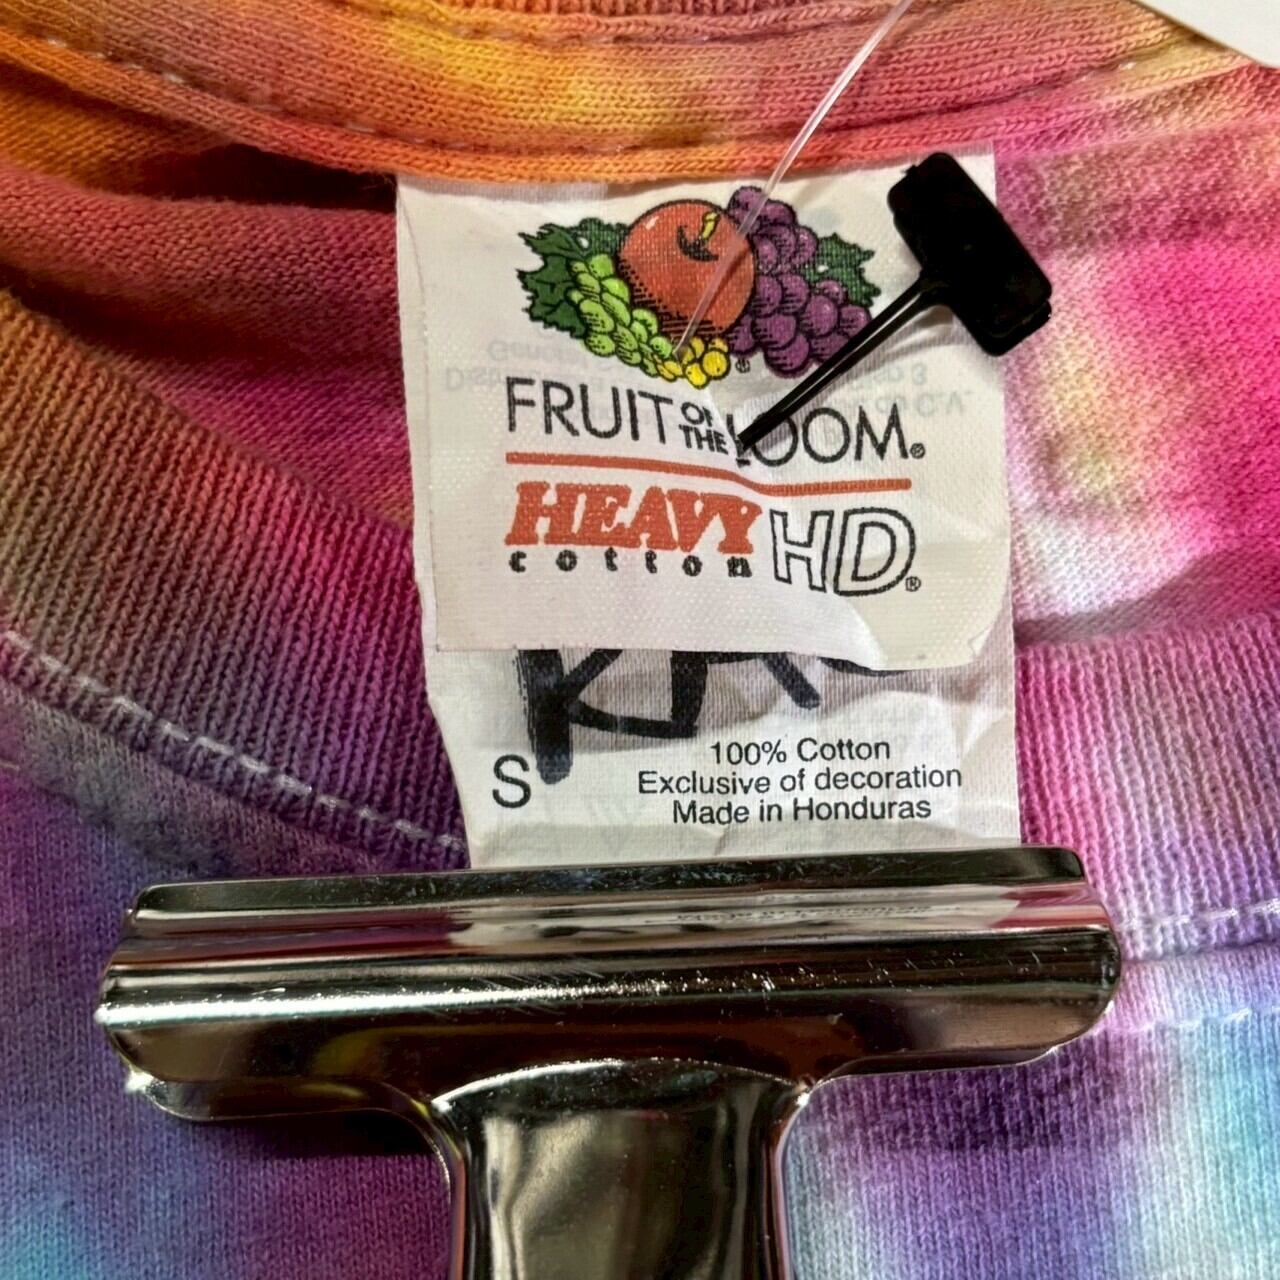 FRUIT OF THE LOOM®
HEAVY cotton HD®
S
100% Cotton
Exclusive of decoration
Made in Honduras